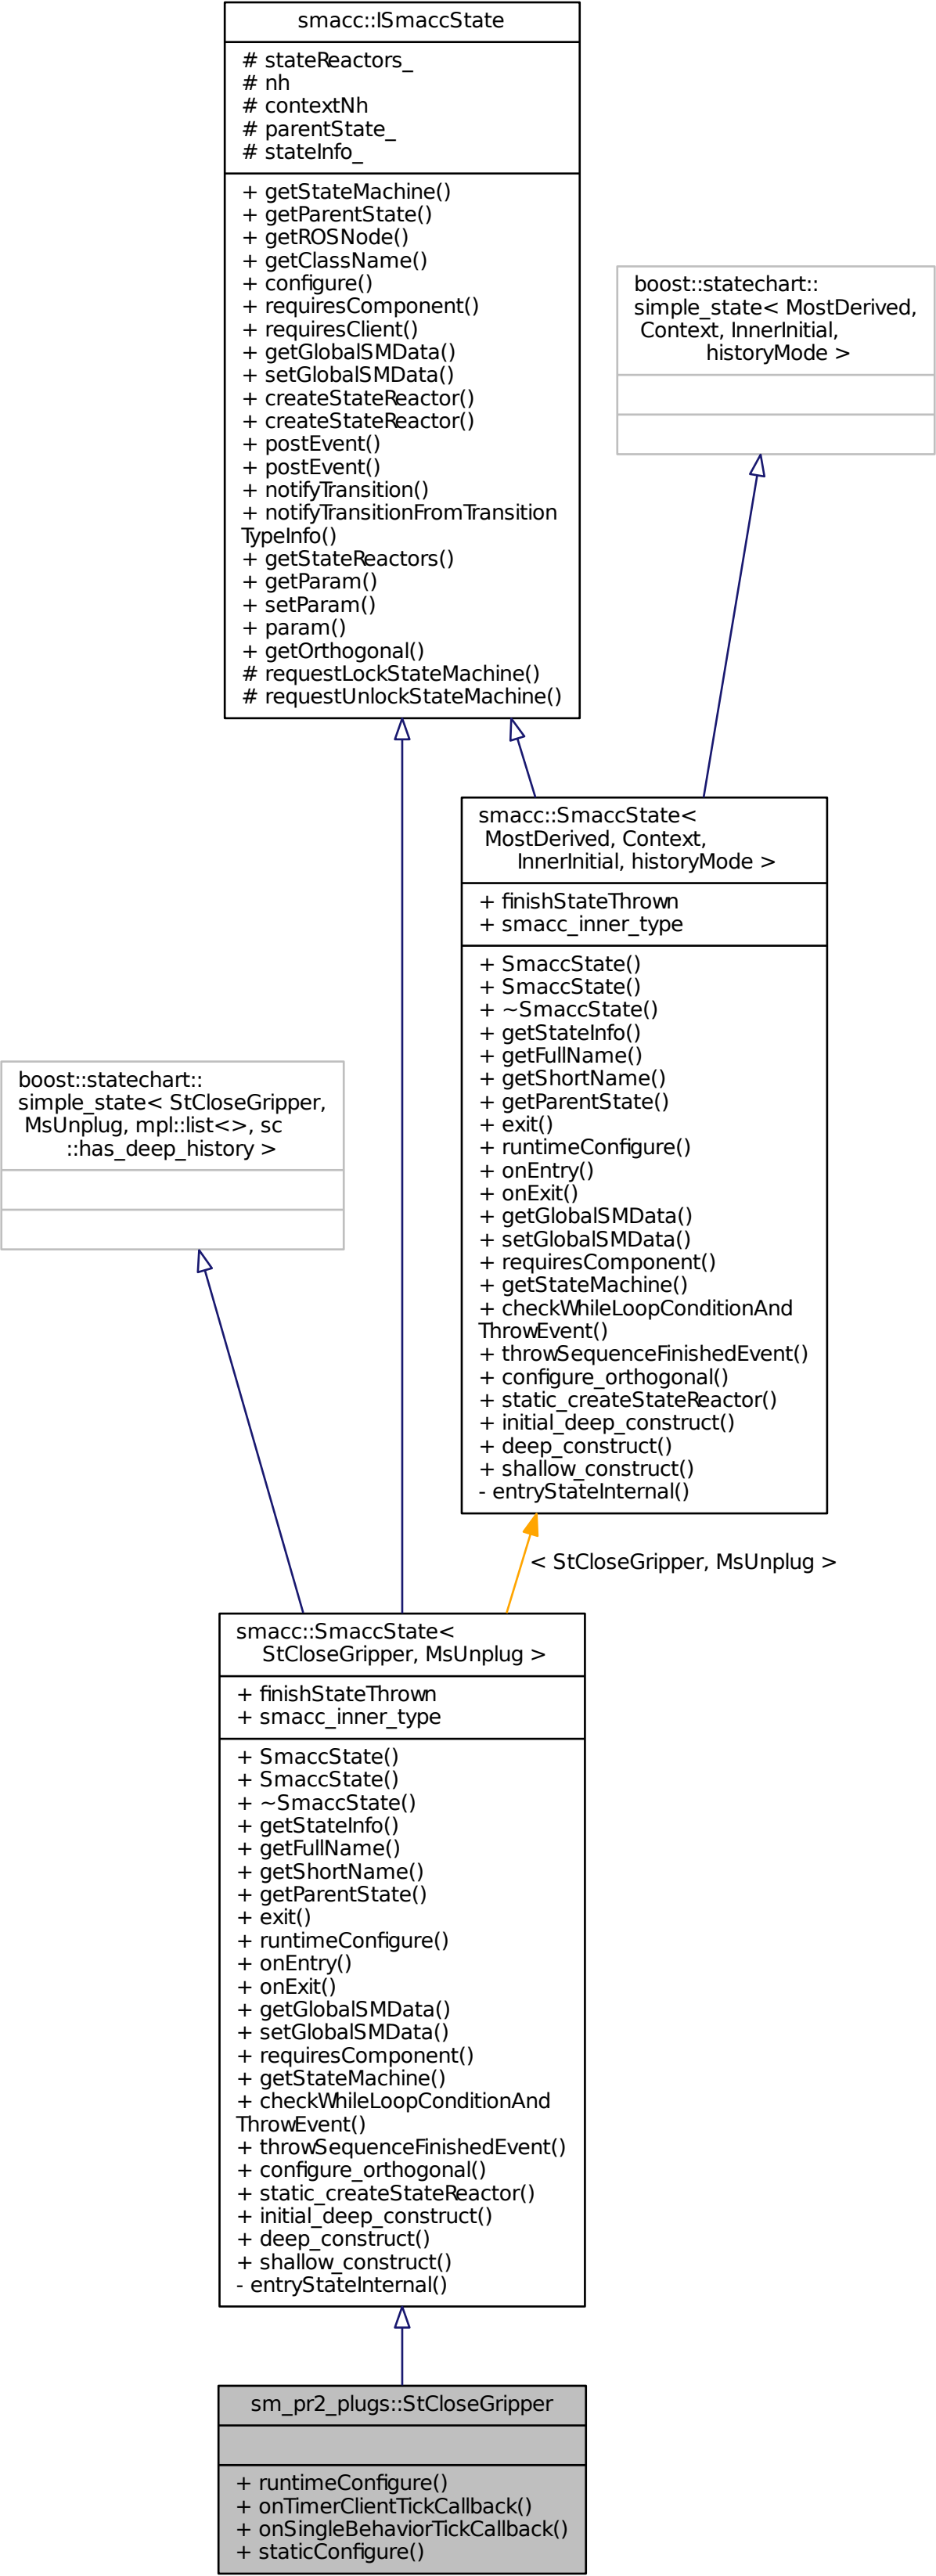 smacc::ISmaccState
# stateReactors_
# nh
# contextNh
# parentState_
# stateInfo_
+ getStateMachine()
+ getParentState()
+ getROSNode()
+ getClassName()
+ configure()
+ requiresComponent()
+ requiresClient()
+ getGlobalSMData()
+ setGlobalSMData()
+ createStateReactor()
+ createStateReactor()
+ postEvent()
+ postEvent()
+ notifyTransition()
+ notifyTransitionFromTransition
TypeInfo()
+ getStateReactors()
+ getParam()
+ setParam()
+ param()
+ getOrthogonal()
# requestLockStateMachine()
# requestUnlockStateMachine()
boost::statechart::
simple_state< MostDerived,
Context, InnerInitial,
historyMode >
smacc::SmaccState<
MostDerived, Context,
InnerInitial, historyMode >
+ finishStateThrown
+ smacc_inner_type
+ SmaccState()
+ SmaccState()
+ ~SmaccState()
+ getStateInfo()
+ getFullName()
+ getShortName()
+ getParentState()
+ exit()
+ runtimeConfigure()
+ onEntry()
+ onExit()
+ getGlobalSMData()
+ setGlobalSMData()
+ requiresComponent()
+ getStateMachine()
+ checkWhileLoopConditionAnd
ThrowEvent()
+ throwSequenceFinishedEvent()
+ configure_orthogonal()
+ static_createStateReactor()
+ initial_deep_construct()
+ deep_construct()
+ shallow_construct()
- entryStateInternal()
boost::statechart::
simple_state< StCloseGripper,
MsUnplug, mpl::list<>, sc
::has_deep_history >
< StCloseGripper, MsUnplug >
smacc::SmaccState<
StCloseGripper, MsUnplug >
+ finishStateThrown
+ smacc_inner_type
+ SmaccState()
+ SmaccState()
+ ~SmaccState()
+ getStateInfo()
+ getFullName()
+ getShortName()
+ getParentState()
+ exit()
+ runtimeConfigure()
+ onEntry()
+ onExit()
+ getGlobalSMData()
+ setGlobalSMData()
+ requiresComponent()
+ getStateMachine()
+ checkWhileLoopConditionAnd
ThrowEvent()
+ throwSequenceFinishedEvent()
+ configure_orthogonal()
+ static_createStateReactor()
+ initial_deep_construct()
+ deep_construct()
+ shallow_construct()
- entryStateInternal()
sm_pr2_plugs::StCloseGripper
+ runtimeConfigure()
+ onTimerClientTickCallback()
+ onSingleBehaviorTickCallback()
+ staticConfigure()